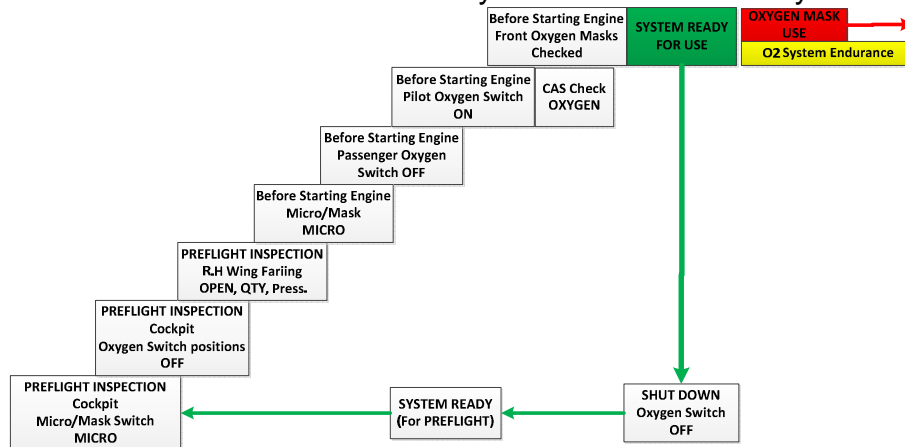 Before Starting Engine
Front Oxygen Masks
Checked
SYSTEM READY
FOR USE
OXYGEN MASK
USE
O2 System Endurance
Before Starting Engine
Pilot Oxygen Switch
ON
CAS Check
OXYGEN
Before Starting Engine
Passenger Oxygen
Switch OFF
Before Starting Engine
Micro/Mask
MICRO
PREFLIGHT INSPECTION
R.H Wing Fariing
OPEN, QTY, Press.
PREFLIGHT INSPECTION
Cockpit
Oxygen Switch positions
OFF
PREFLIGHT INSPECTION
Cockpit
Micro/Mask Switch
MICRO
SYSTEM READY
(For PREFLIGHT)
SHUT DOWN
Oxygen Switch
OFF